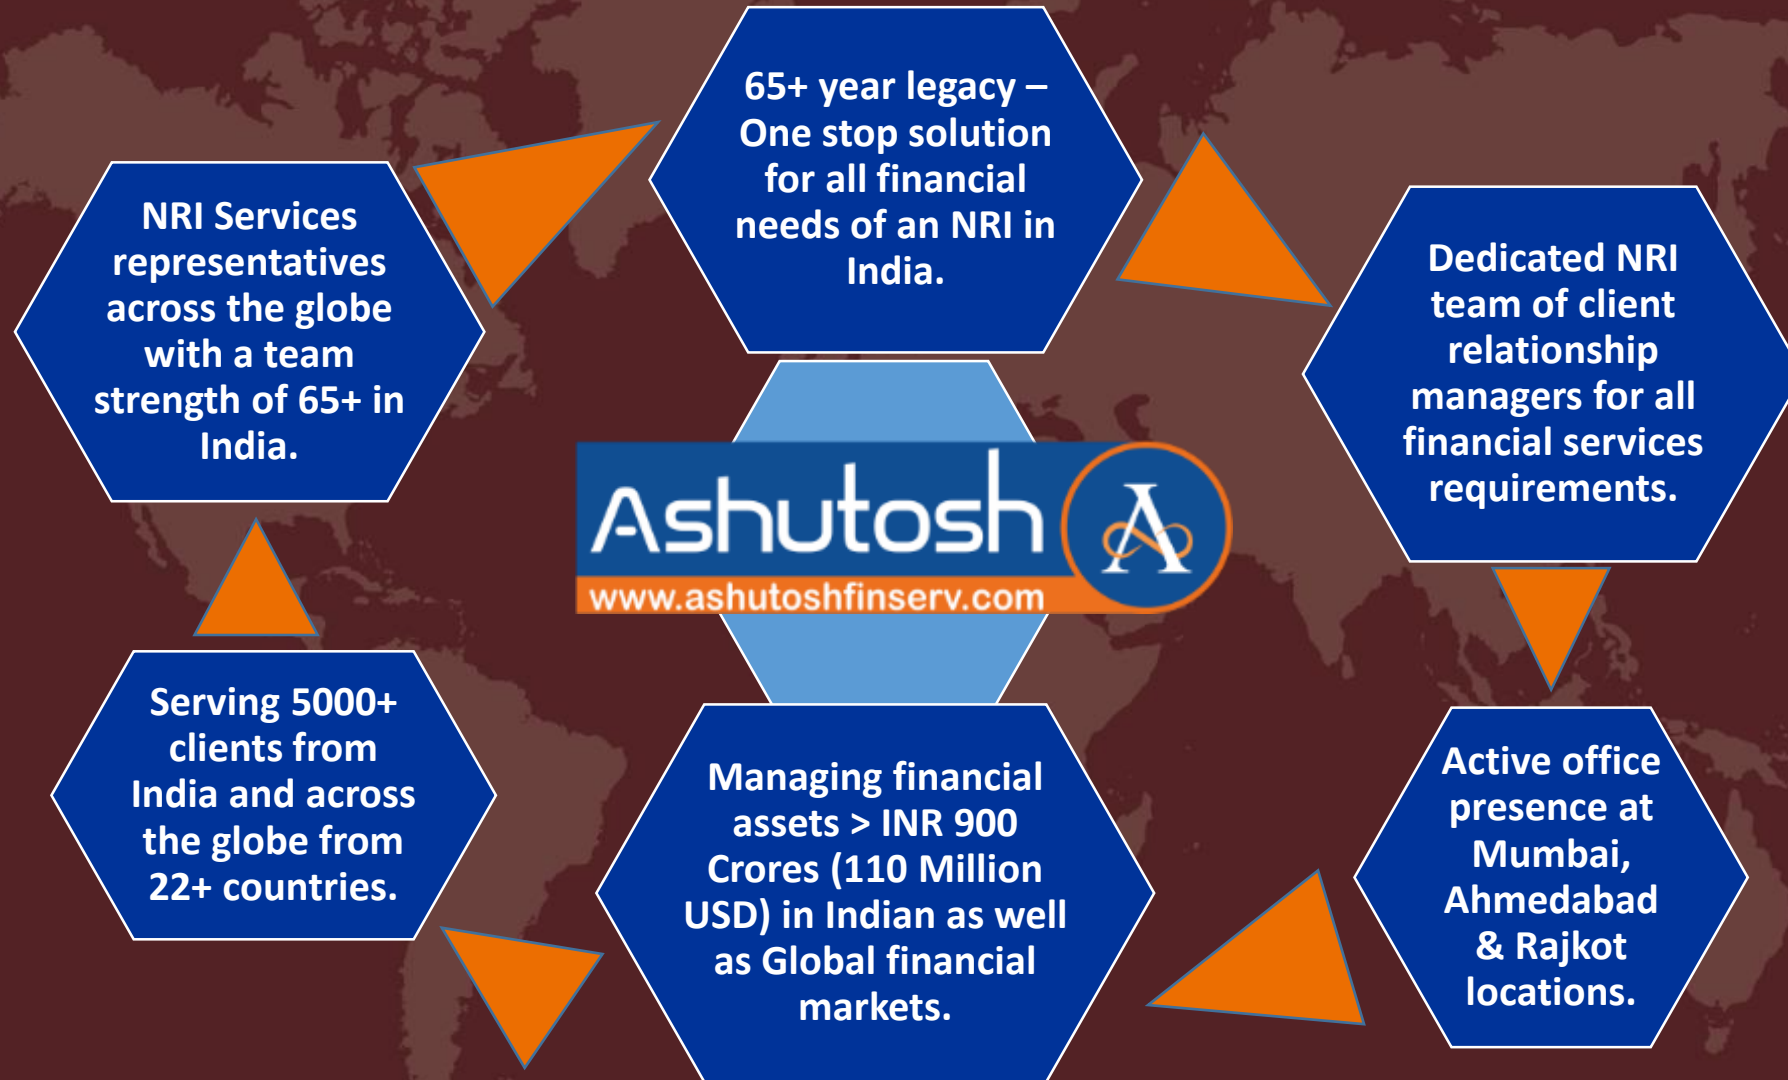 65+ year legacy –
One stop solution
for all financial
needs of an NRI in
India.
Dedicated NRI
team of client
relationship
managers for all
financial services
requirements.
Active office
presence at
Mumbai,
Ahmedabad
& Rajkot
locations.
Managing financial
assets > INR 900
Crores (110 Million
USD) in Indian as well
as Global financial
markets.
Serving 5000+
clients from
India and across
the globe from
22+ countries.
NRI Services
representatives
across the globe
with a team
strength of 65+ in
India.
Ashutosh A
www.ashutoshfinserv.com